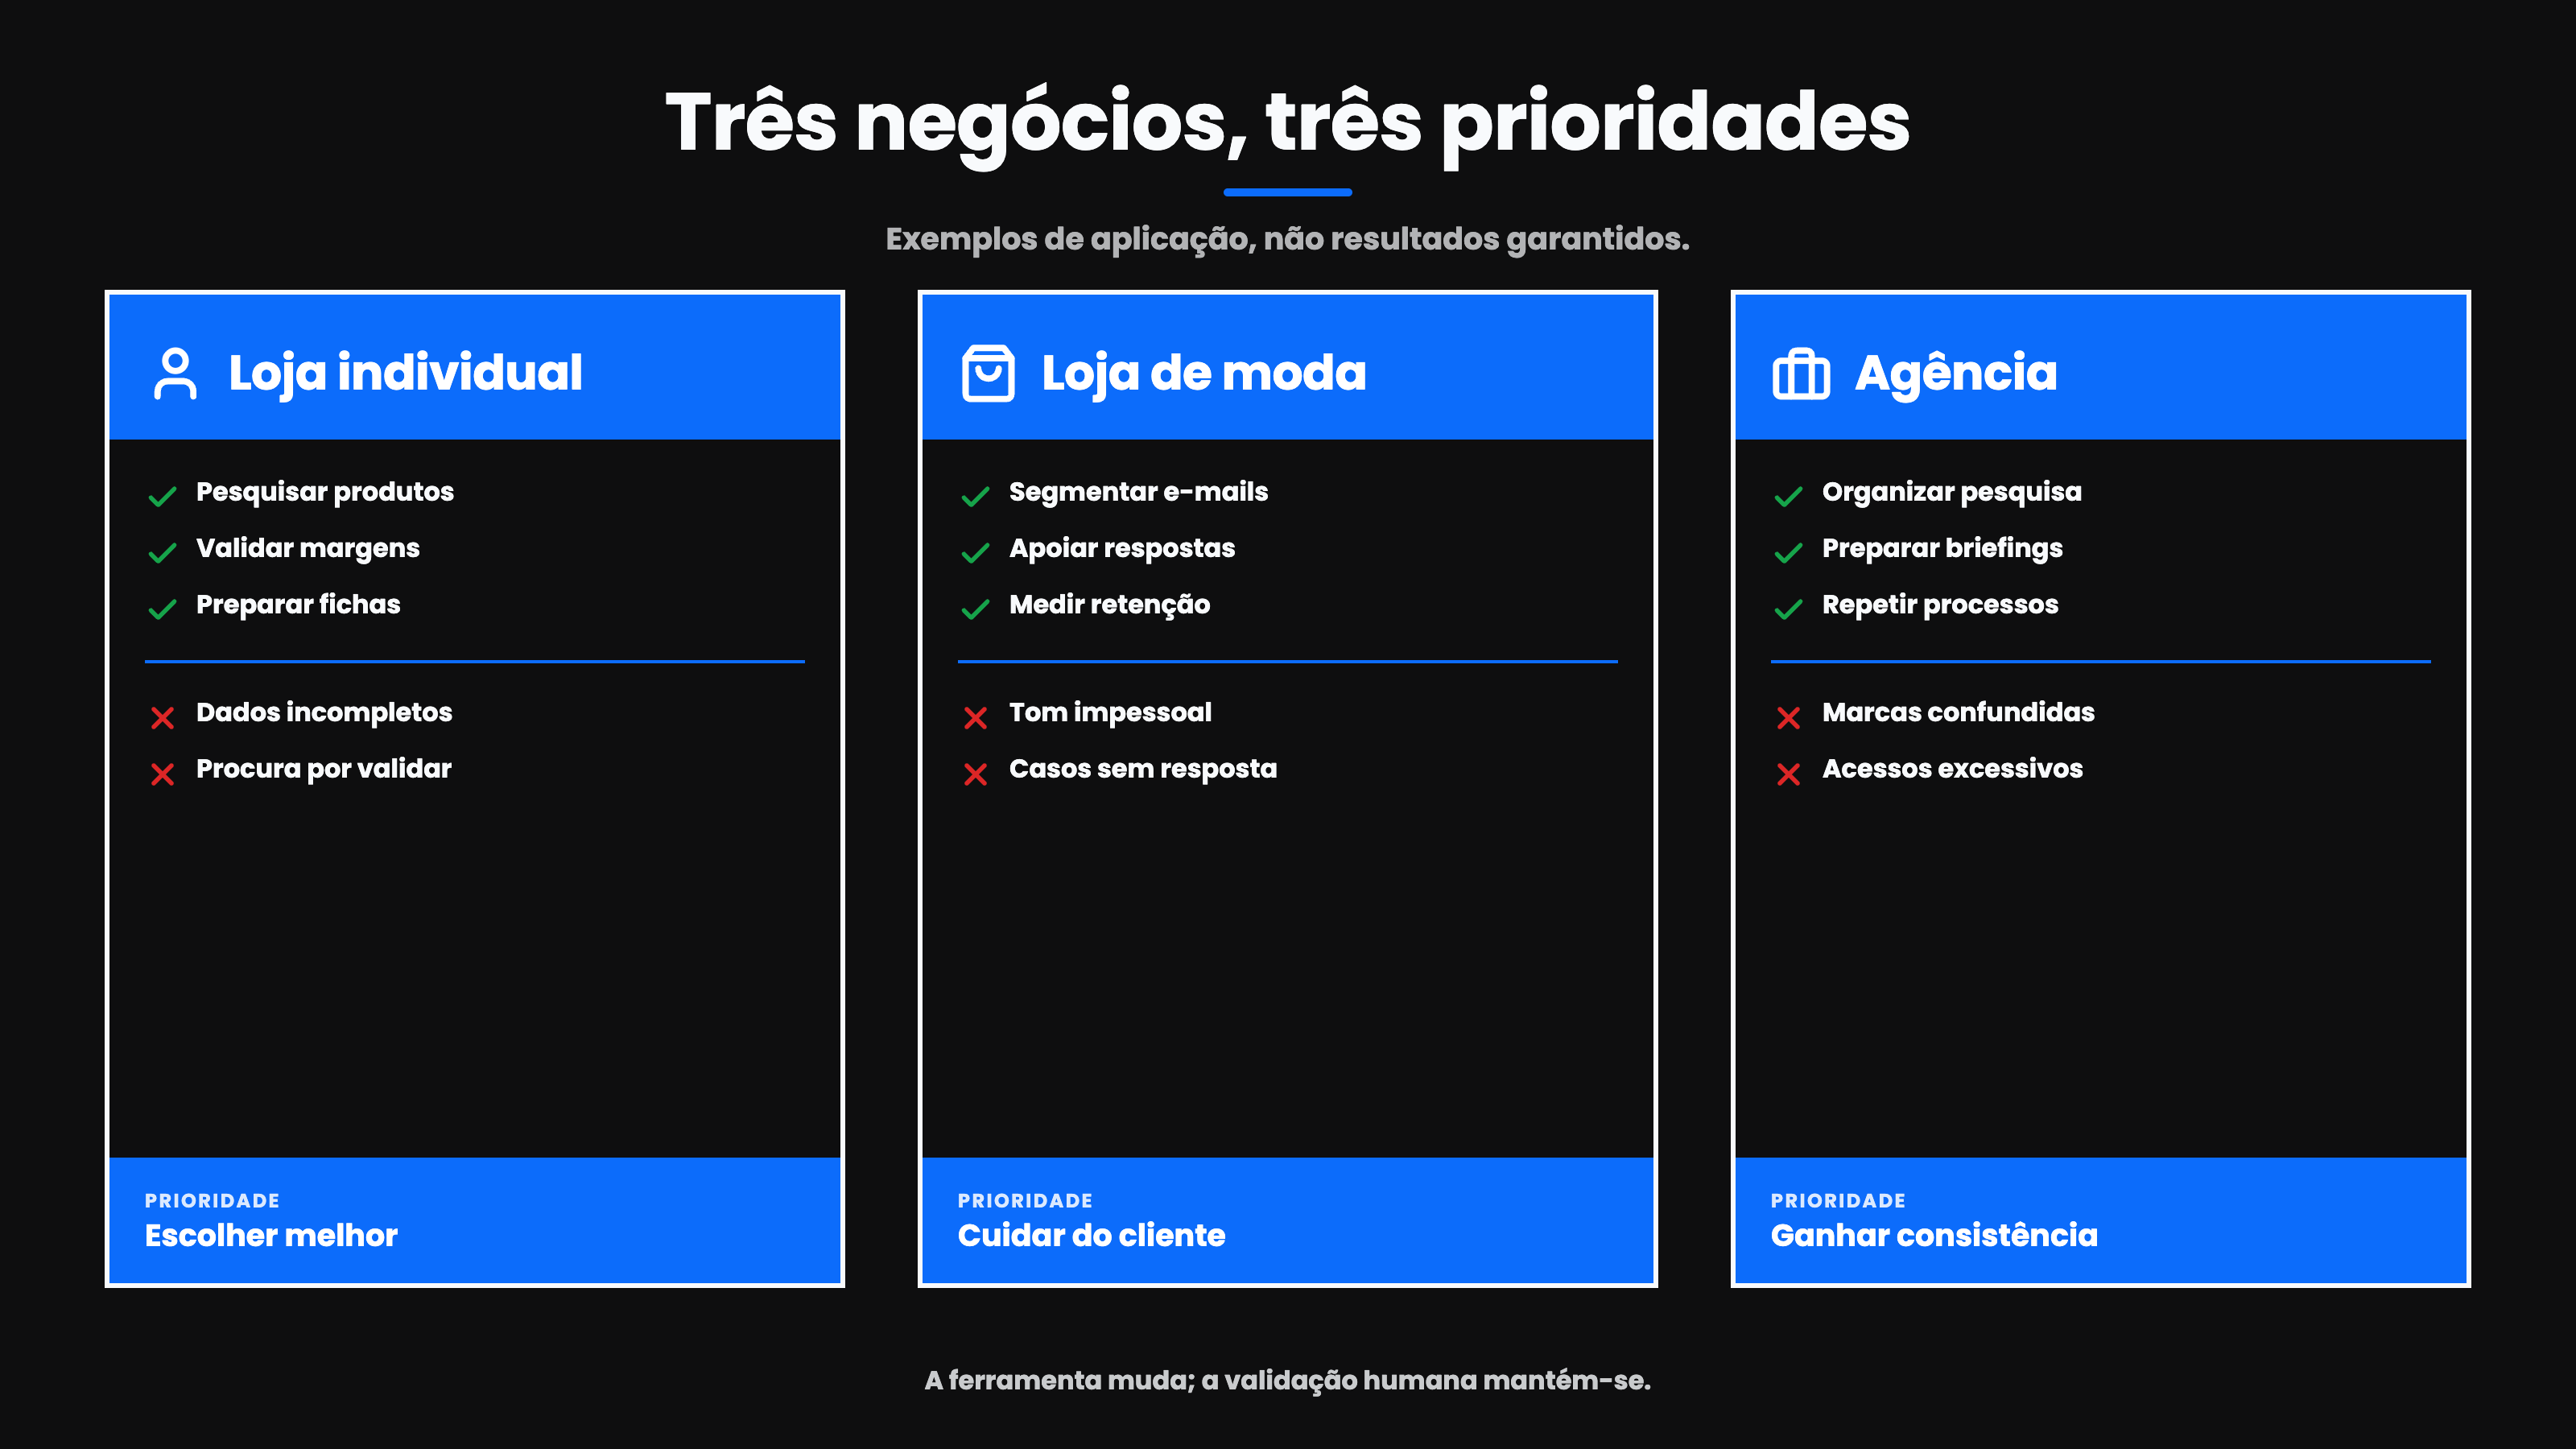 Três negócios, três prioridades
Exemplos de aplicação, não resultados garantidos.
Loja individual
Pesquisar produtos
Validar margens
Preparar fichas
Dados incompletos
Procura por validar
PRIORIDADE
Escolher melhor
Loja de moda
Segmentar e-mails
Apoiar respostas
Medir retenção
Tom impessoal
Casos sem resposta
PRIORIDADE
Cuidar do cliente
Agência
Organizar pesquisa
Preparar briefings
Repetir processos
Marcas confundidas
Acessos excessivos
PRIORIDADE
Ganhar consistência
A ferramenta muda; a validação humana mantém-se.